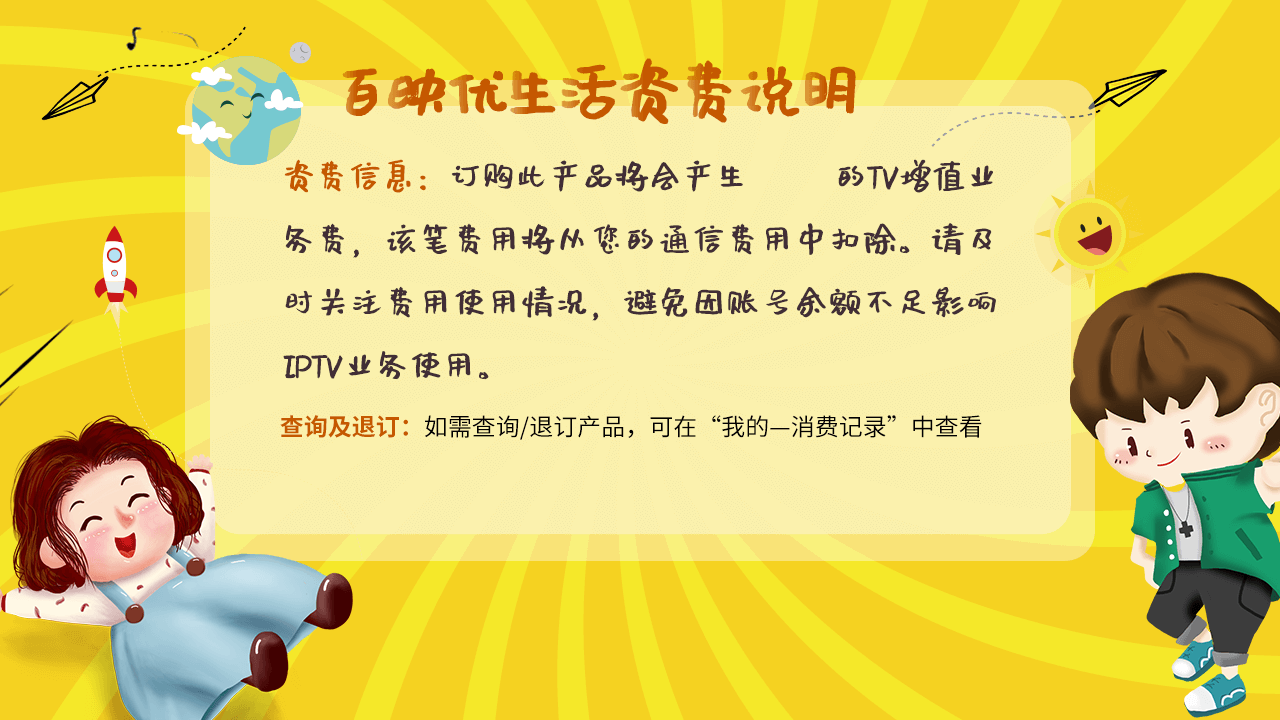 百映优生活资费说明
资费信息：订购此产品将会产生 的TV增值业
务费，该笔费用将从您的通信费用中扣除。请及
时关注费用使用情况，避免因账号余额不足影响
IPTV业务使用。
查询及退订：如需查询/退订产品，可在“我的—消费记录”中查看